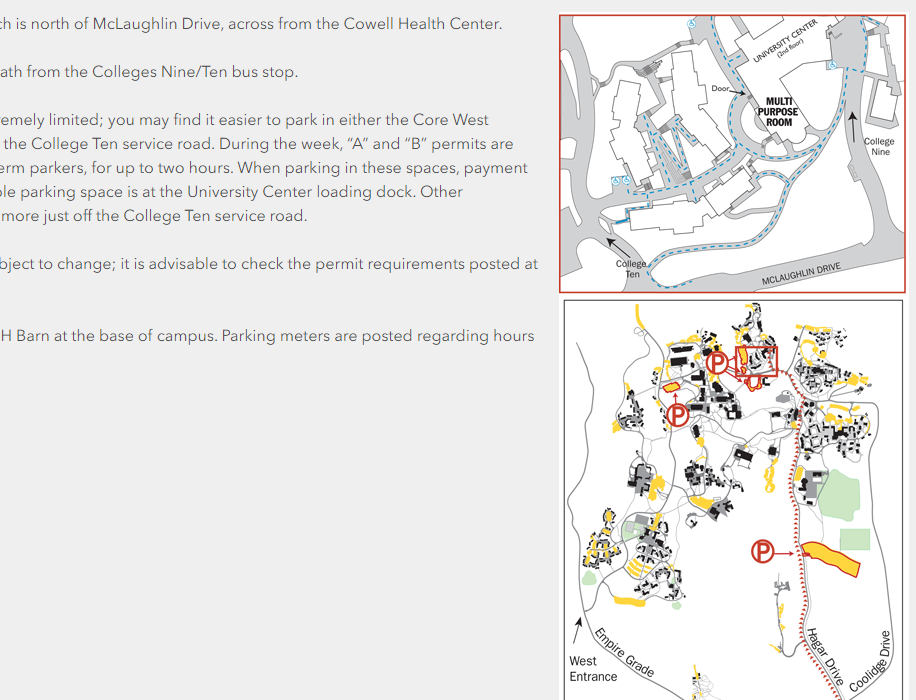 ch is north of McLaughlin Drive, across from the Cowell Health Center.
ath from the Colleges Nine/Ten bus stop.
remely limited; you may find it easier to park in either the Core West
the College Ten service road. During the week, “A” and “B” permits are
erm parkers, for up to two hours. When parking in these spaces, payment
ble parking space is at the University Center loading dock. Other
more just off the College Ten service road.
bject to change; it is advisable to check the permit requirements posted at
H Barn at the base of campus. Parking meters are posted regarding hours
UNIVERSITY CENTER
(2nd floor)
Door
MULTI
PURPOSE
ROOM
College
Nine
College
Ten
MCLAUGHLIN DRIVE
P
P
P
Empire Grade
West
Entrance
Hagar Drive
Coolidge Drive